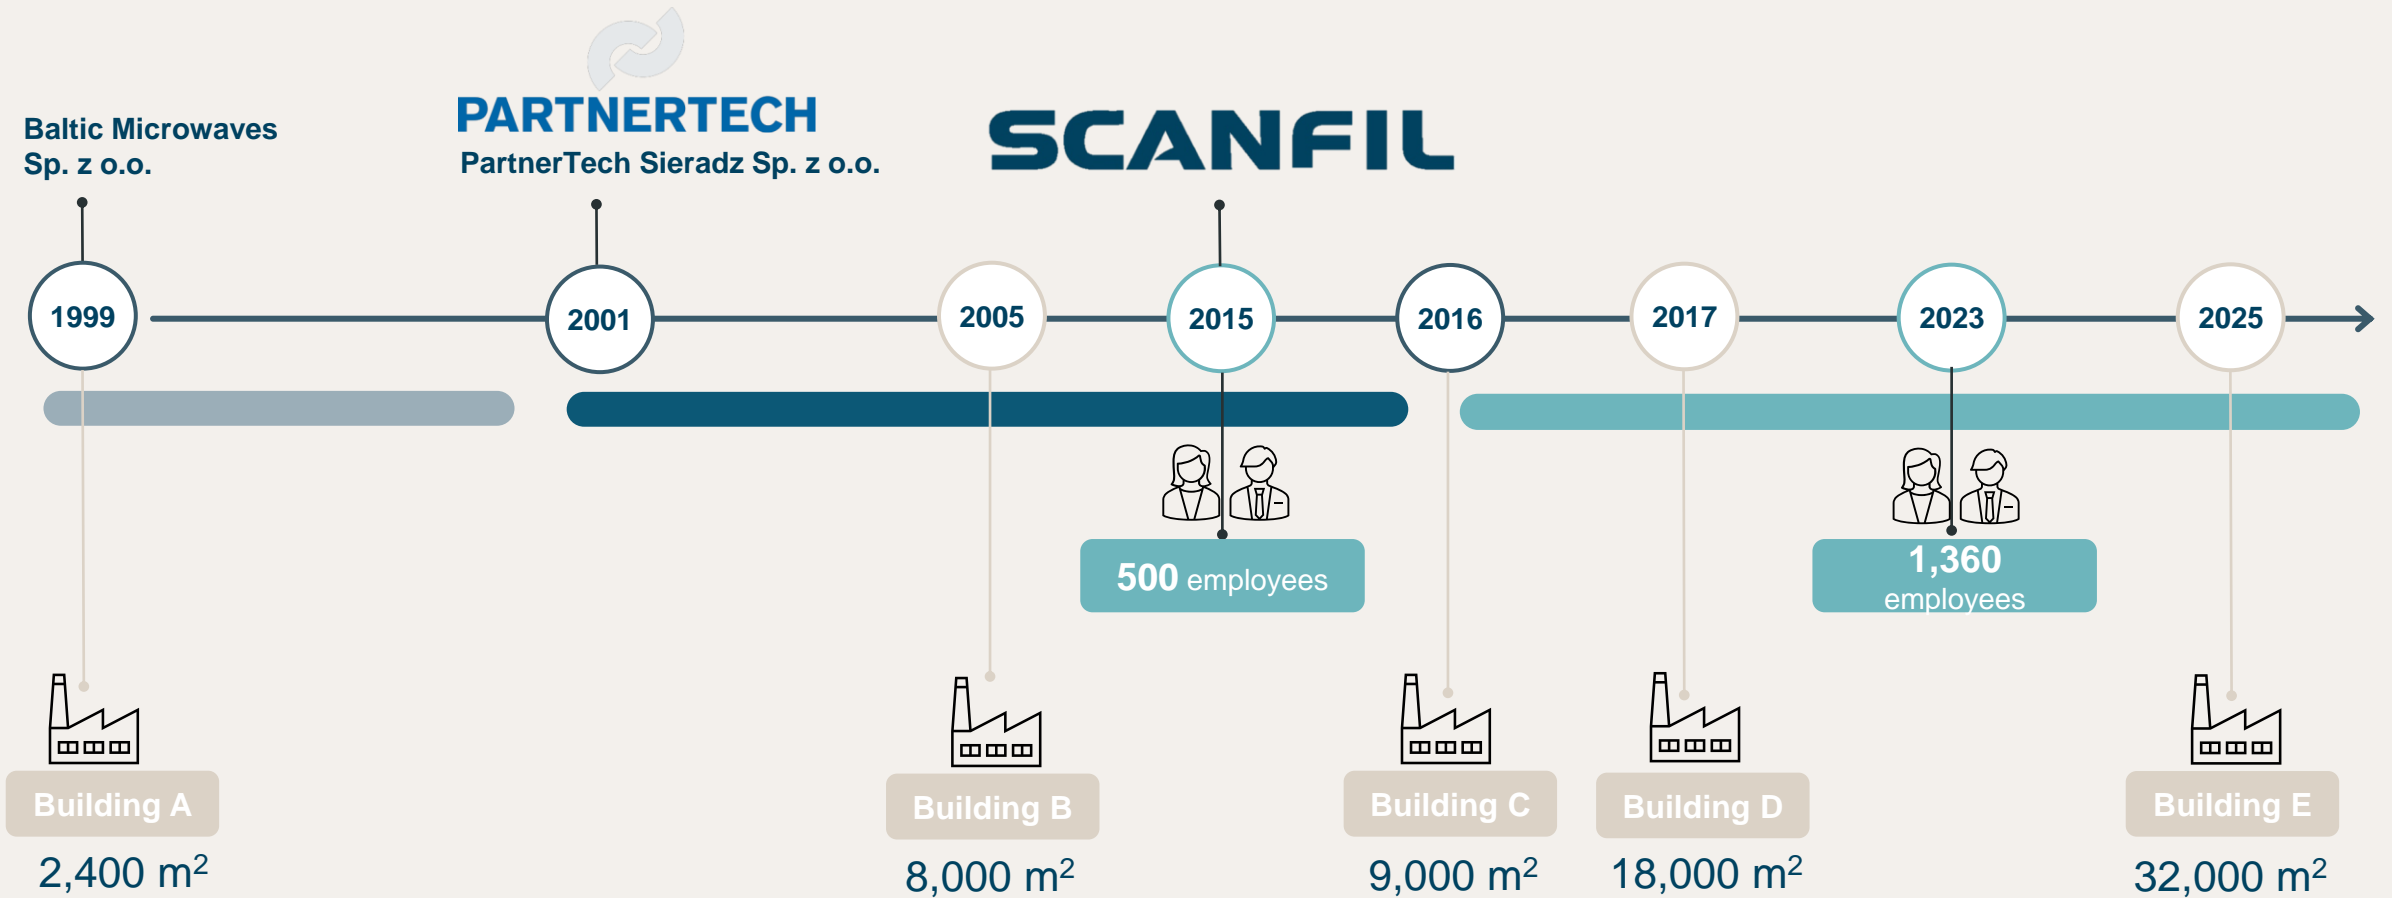 PARTNERTECH
SCANFIL
Baltic Microwaves
Sp. z o.o.
PartnerTech Sieradz Sp. z o.o.
1999
2001
2005
2015
2016
2017
2023
2025
500 employees
1,360
employees
Building A
Building B
Building C
Building D
Building E
2,400 m²
8,000 m²
9,000 m²
18,000 m²
32,000 m²